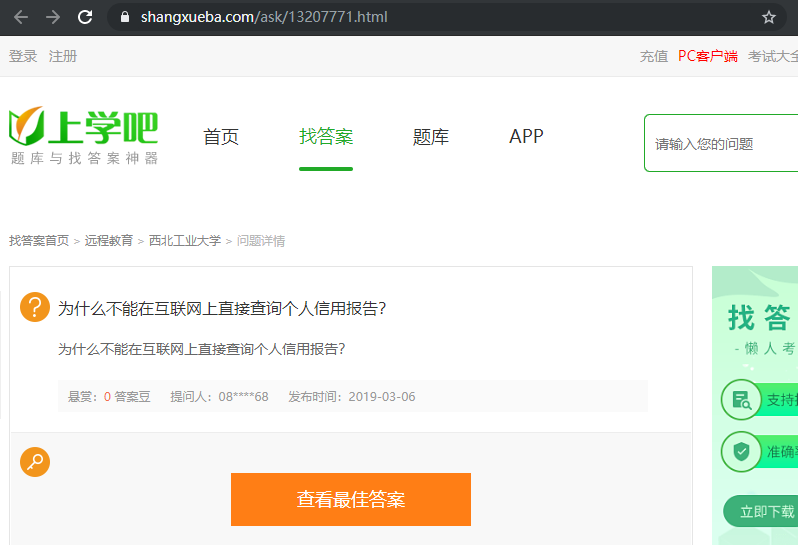 shangxueba.com/ask/13207771.html
登录 注册 充值 PC客户端 考试大全
上学吧
题库与找答案神器
首页 找答案 题库 APP
请输入您的问题
找答案首页 > 远程教育 > 西北工业大学 > 问题详情
为什么不能在互联网上直接查询个人信用报告?
为什么不能在互联网上直接查询个人信用报告?
悬赏: 0 答案豆 提问人: 08****68 发布时间: 2019-03-06
查看最佳答案
找答
- 懒人考
支持
准确
立即下载